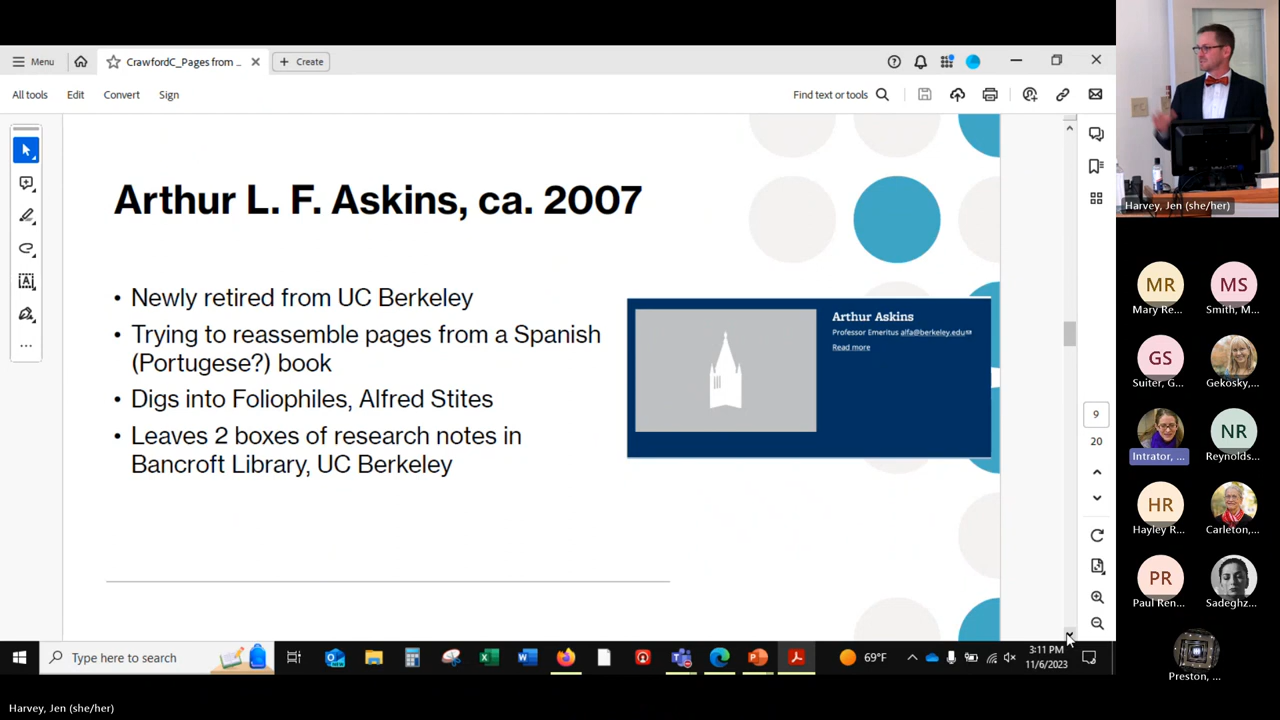 Menu
CrawfordC_Pages from ...
Create
All tools
Edit
Convert
Sign
Find text or tools
Arthur L. F. Askins, ca. 2007
• Newly retired from UC Berkeley
• Trying to reassemble pages from a Spanish
(Portugese?) book
• Digs into Foliophiles, Alfred Stites
• Leaves 2 boxes of research notes in
Bancroft Library, UC Berkeley
Arthur Askins
Professor Emeritus alfa@berkeley.edu
Read more
9
20
Type here to search
69°F
3:11 PM
11/6/2023
Harvey, Jen (she/her)
MR
Mary Re...
MS
Smith, M...
GS
Suiter, G...
Gekosky,...
Intrator, ...
NR
Reynolds...
HR
Hayley R...
Carleton,...
PR
Paul Ren...
Sadeghz...
Preston, ...
Harvey, Jen (she/her)